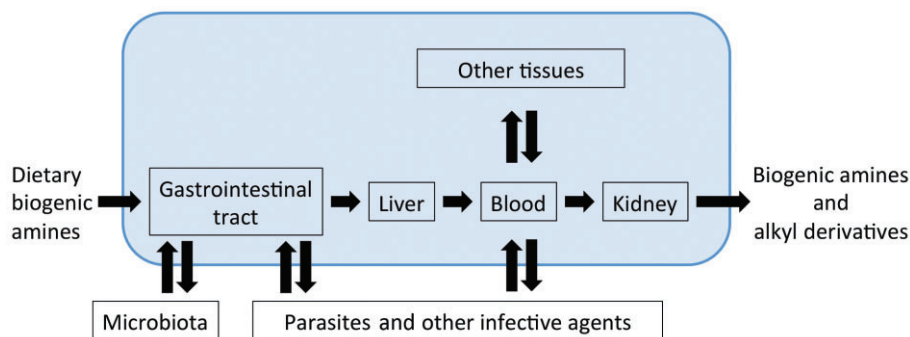 Other tissues
Dietary
biogenic
amines
Gastrointestinal
tract
Liver
Blood
Kidney
Biogenic amines
and
alkyl derivatives
Microbiota
Parasites and other infective agents